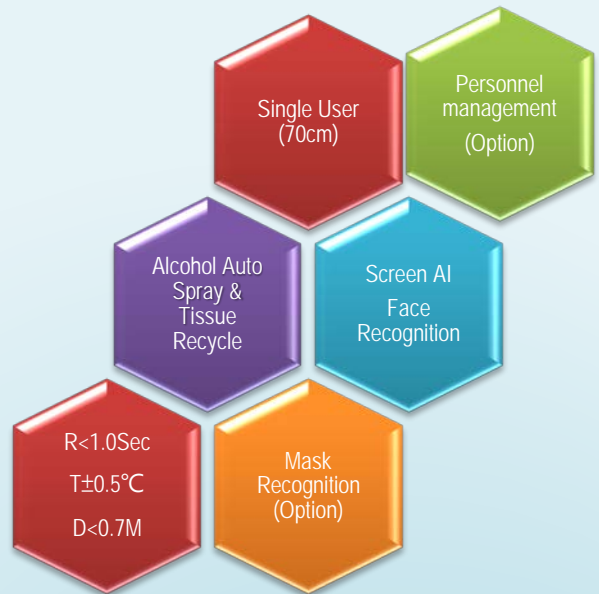 Single User
(70cm)
Personnel
management
(Option)
Alcohol Auto
Spray &
Tissue
Recycle
Screen AI
Face
Recognition
R<1.0Sec
T±0.5℃
D<0.7M
Mask
Recognition
(Option)